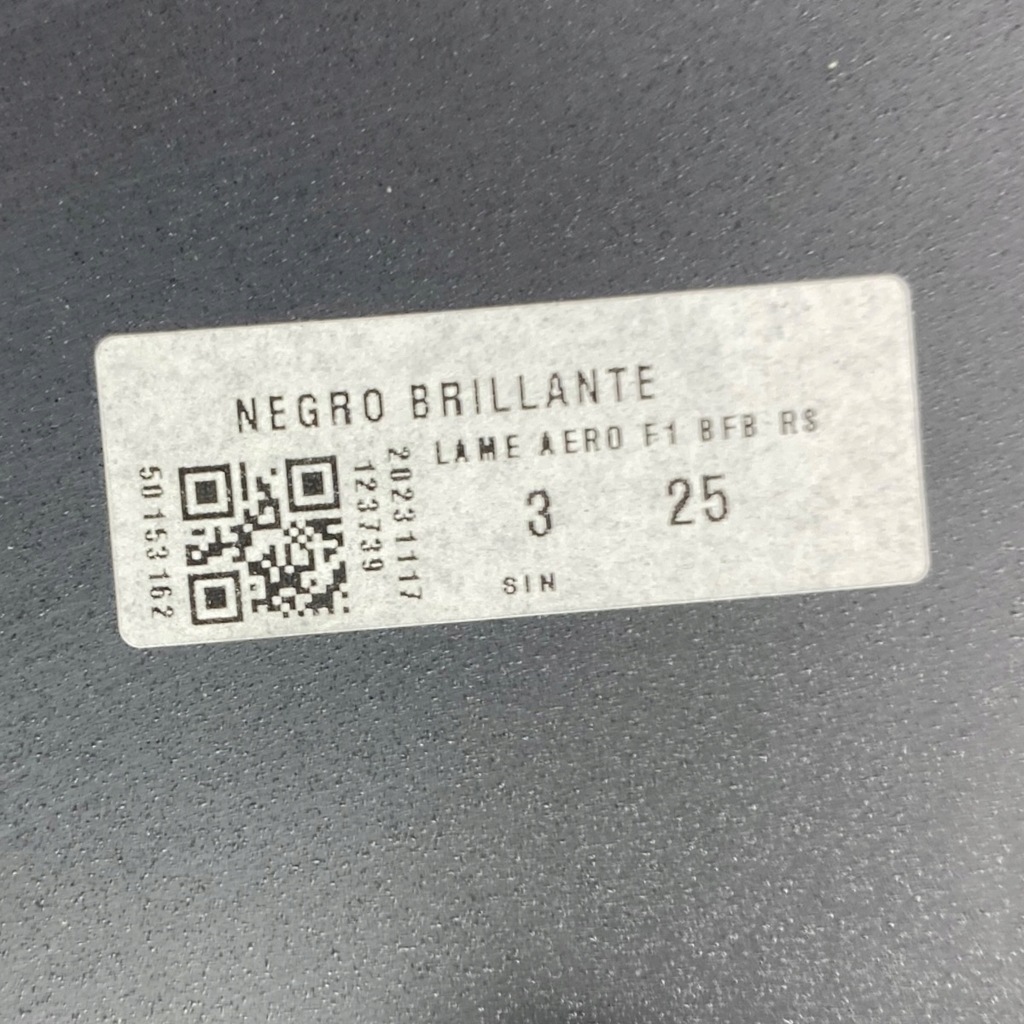 NEGRO BRILLANTE
LAME AERO F1 BFB-RS
3 25
SIN
20231117
123739
50153162